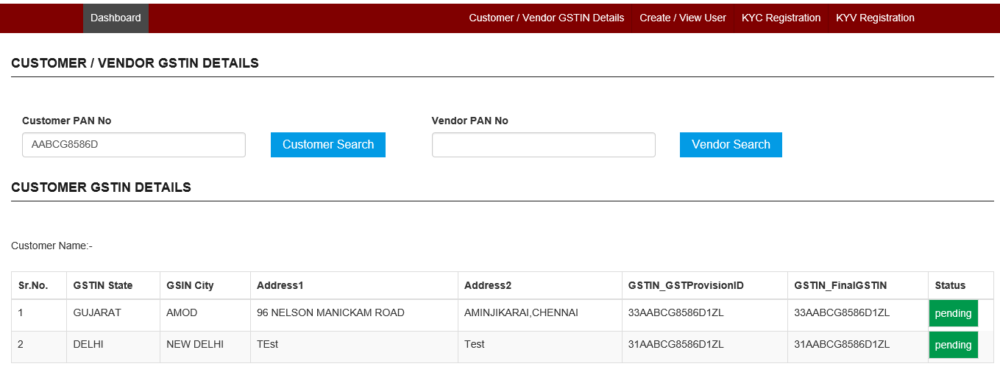 Dashboard Customer / Vendor GSTIN Details Create / View User KYC Registration KYV Registration
CUSTOMER / VENDOR GSTIN DETAILS
Customer PAN No Vendor PAN No
AABCG8586D Customer Search Vendor Search
CUSTOMER GSTIN DETAILS
Customer Name:-
Sr.No. GSTIN State GSIN City Address1 Address2 GSTIN_GSTProvisionID GSTIN_FinalGSTIN Status
1 GUJARAT AMOD 96 NELSON MANICKAM ROAD AMINJIKARAI,CHENNAI 33AABCG8586D1ZL 33AABCG8586D1ZL pending
2 DELHI NEW DELHI TEst Test 31AABCG8586D1ZL 31AABCG8586D1ZL pending